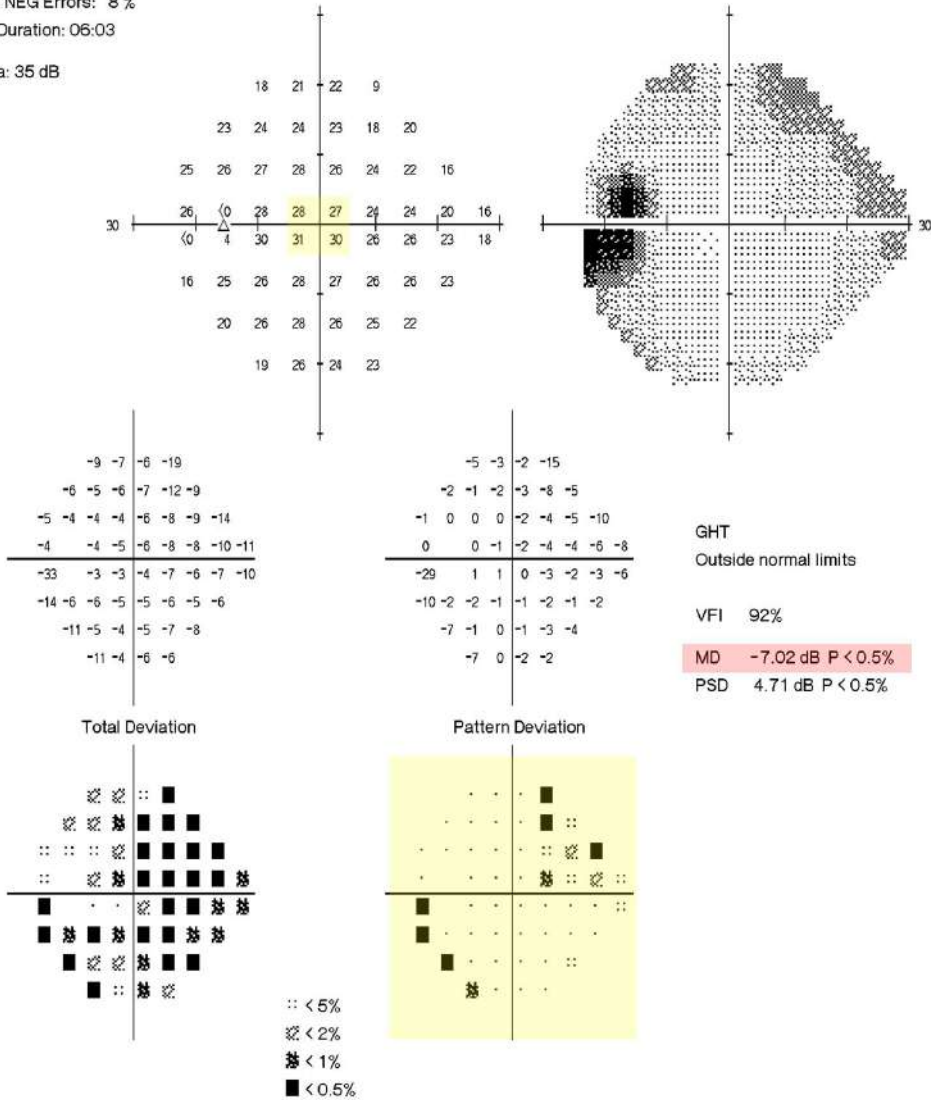 NEG Errors: 8 %
Duration: 06:03
a: 35 dB
18 21 22 9
23 24 24 23 18 20
25 26 27 28 26 24 22 16
26 <0 28 28 27 24 24 20 16
30 30
<0 4 30 31 30 26 26 23 18
16 25 26 28 27 26 26 23
20 26 28 26 25 22
19 26 24 23
-9 -7 -6 -19
-6 -5 -6 -7 -12 -9
-5 -4 -4 -4 -6 -8 -9 -14
-4 -4 -5 -6 -8 -8 -10 -11
-33 -3 -3 -4 -7 -6 -7 -10
-14 -6 -6 -5 -5 -6 -5 -6
-11 -5 -4 -5 -7 -8
-11 -4 -6 -6
-5 -3 -2 -15
-2 -1 -2 -3 -8 -5
-1 0 0 0 -2 -4 -5 -10
0 0 -1 -2 -4 -4 -6 -8
-29 1 1 0 -3 -2 -3 -6
-10 -2 -2 -1 -1 -2 -1 -2
-7 -1 0 -1 -3 -4
-7 0 -2 -2
GHT
Outside normal limits
VFI 92%
MD -7.02 dB P < 0.5%
PSD 4.71 dB P < 0.5%
Total Deviation
Pattern Deviation
< 5%
< 2%
< 1%
< 0.5%